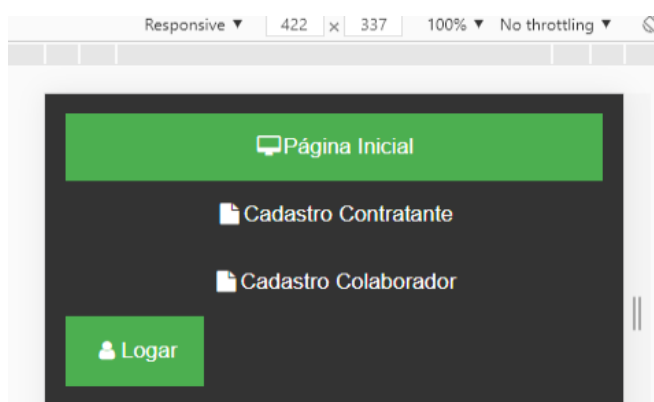 Responsive ▼ 422 x 337 100% ▼ No throttling ▼
Página Inicial
Cadastro Contratante
Cadastro Colaborador
Logar